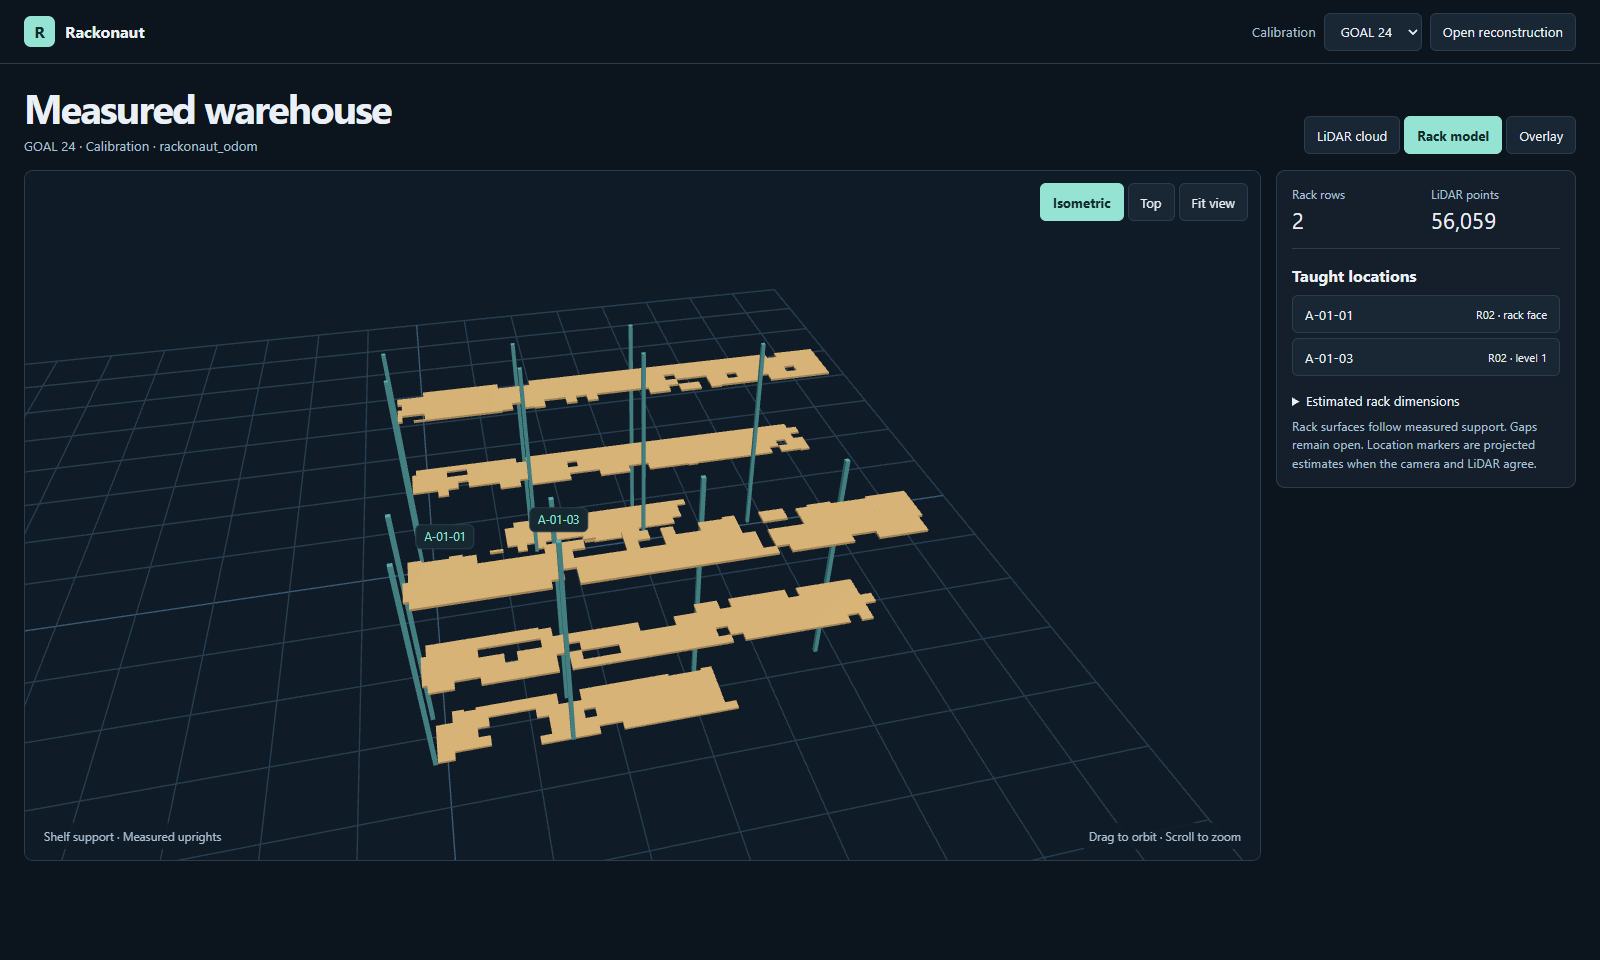 R Rackonaut
Calibration GOAL 24 Open reconstruction
Measured warehouse
GOAL 24 · Calibration · rackonaut_odom
LiDAR cloud Rack model Overlay
Isometric Top Fit view
Rack rows LiDAR points
2 56,059
Taught locations
A-01-01 R02 · rack face
A-01-03 R02 · level 1
▶ Estimated rack dimensions
Rack surfaces follow measured support. Gaps
remain open. Location markers are projected
estimates when the camera and LiDAR agree.
A-01-03
A-01-01
Shelf support · Measured uprights
Drag to orbit · Scroll to zoom